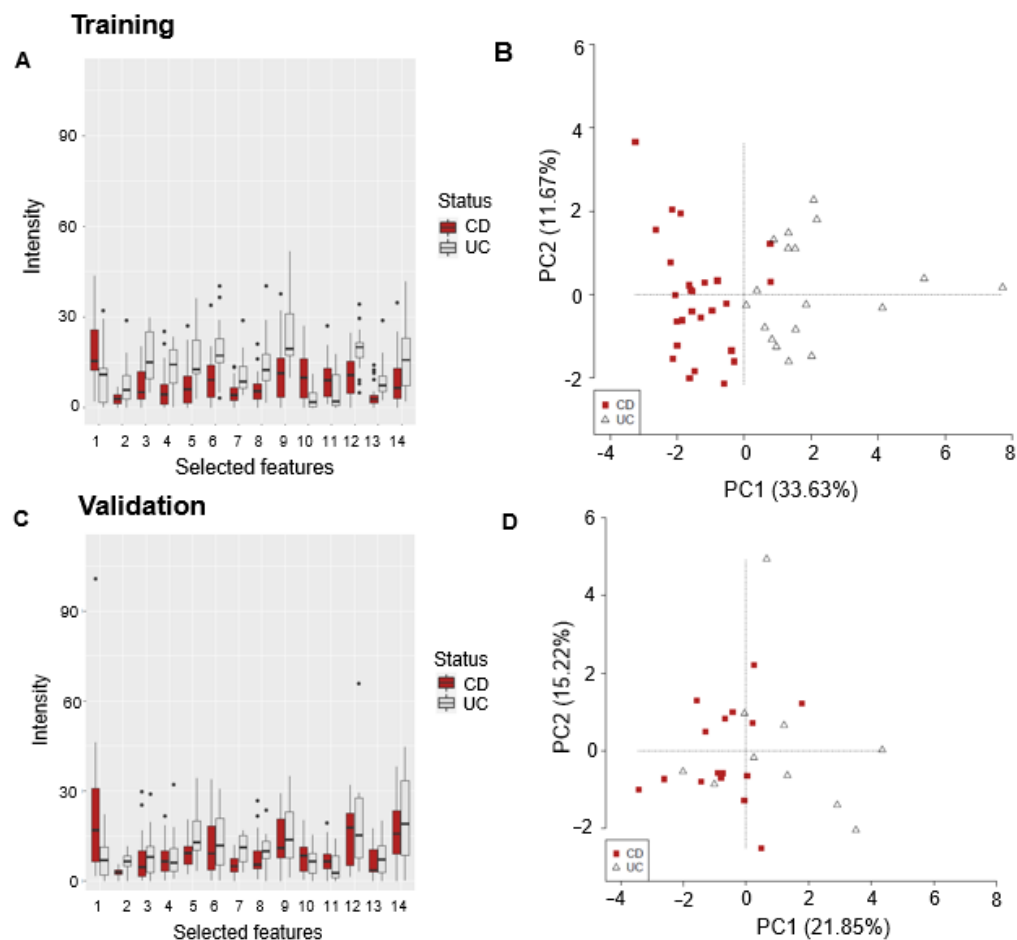 Training
A
90
60
30
0
Intensity
1 2 3 4 5 6 7 8 9 10 11 12 13 14
Selected features
Status
CD
UC
B
6
4
2
0
−2
PC2 (11.67%)
CD
UC
−4 −2 0 2 4 6 8
PC1 (33.63%)
Validation
C
90
60
30
0
Intensity
1 2 3 4 5 6 7 8 9 10 11 12 13 14
Selected features
Status
CD
UC
D
6
4
2
0
−2
PC2 (15.22%)
CD
UC
−4 −2 0 2 4 6 8
PC1 (21.85%)